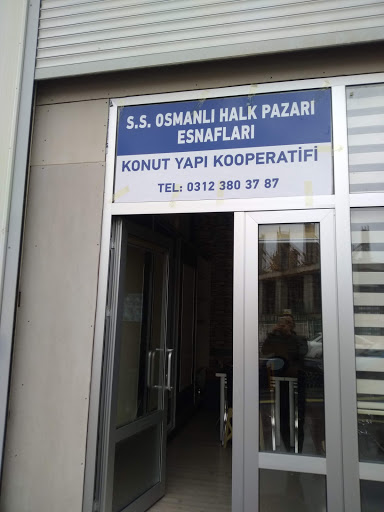 S.S. OSMANLI HALK PAZARI
ESNAFLARI
KONUT YAPI KOOPERATİFİ
TEL: 0312 380 37 87